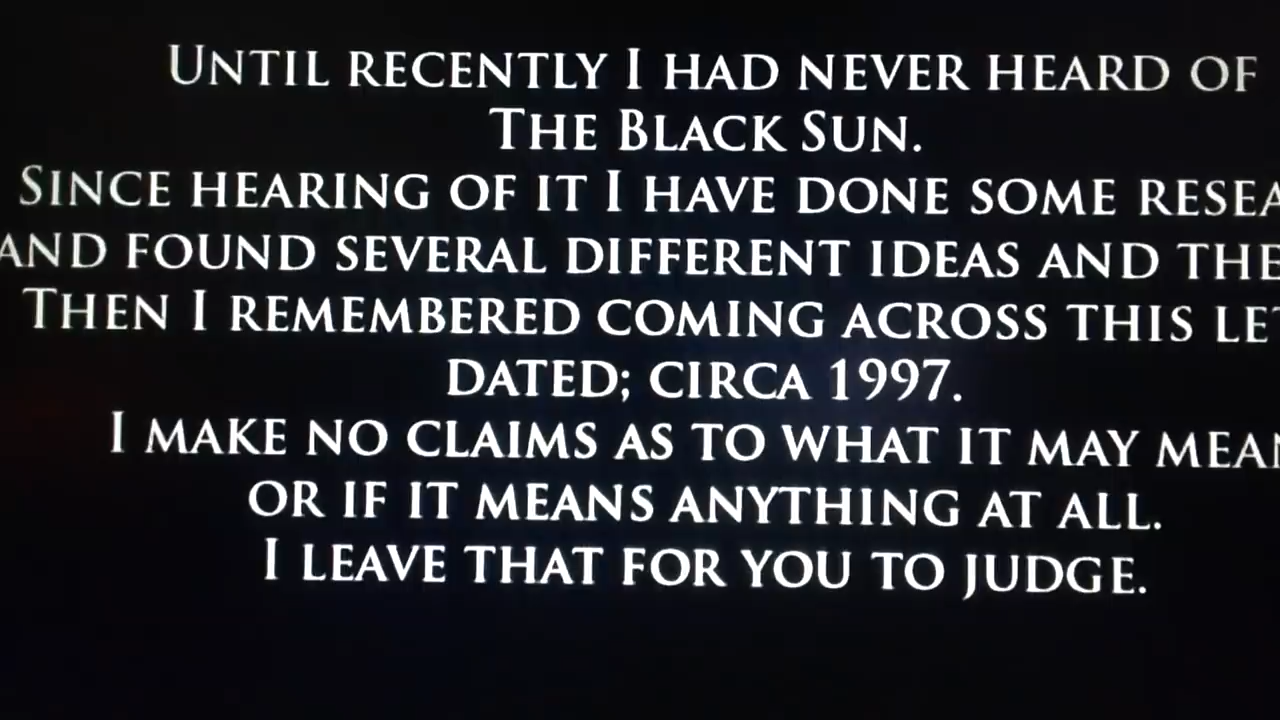 Until recently I had never heard of
The Black Sun.
Since hearing of it I have done some
and found several different ideas and
Then I remembered coming across this
dated; circa 1997.
I make no claims as to what it may mean
or if it means anything at all.
I leave that for you to judge.